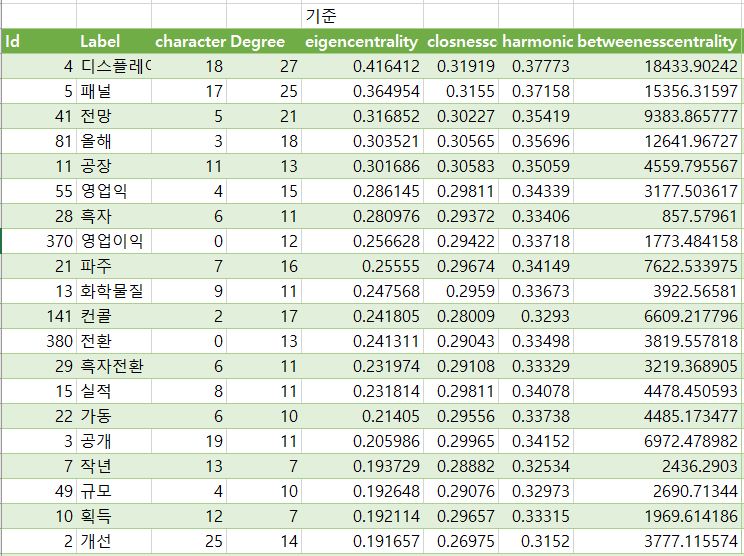 기준
Id Label character Degree eigencentrality closnessc harmonic betweenesscentrality
4 디스플레이 18 27 0.416412 0.31919 0.37773 18433.90242
5 패널 17 25 0.364954 0.3155 0.37158 15356.31597
41 전망 5 21 0.316852 0.30227 0.35419 9383.865777
81 올해 3 18 0.303521 0.30565 0.35696 12641.96727
11 공장 11 13 0.301686 0.30583 0.35059 4559.795567
55 영업익 4 15 0.286145 0.29811 0.34339 3177.503617
28 흑자 6 11 0.280976 0.29372 0.33406 857.57961
370 영업이익 0 12 0.256628 0.29422 0.33718 1773.484158
21 파주 7 16 0.25555 0.29674 0.34149 7622.533975
13 화학물질 9 11 0.247568 0.2959 0.33673 3922.56581
141 컨콜 2 17 0.241805 0.28009 0.3293 6609.217796
380 전환 0 13 0.241311 0.29043 0.33498 3819.557818
29 흑자전환 6 11 0.231974 0.29108 0.33329 3219.368905
15 실적 8 11 0.231814 0.29811 0.34078 4478.450593
22 가동 6 10 0.21405 0.29556 0.33738 4485.173477
3 공개 19 11 0.205986 0.29965 0.34152 6972.478982
7 작년 13 7 0.193729 0.28882 0.32534 2436.2903
49 규모 4 10 0.192648 0.29076 0.32973 2690.71344
10 획득 12 7 0.192114 0.29657 0.33315 1969.614186
2 개선 25 14 0.191657 0.26975 0.3152 3777.115574